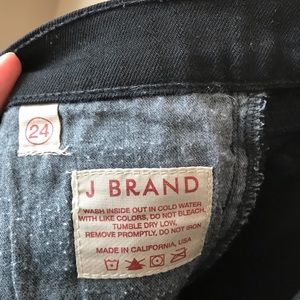 24
J BRAND
WASH INSIDE OUT IN COLD WATER
WITH LIKE COLORS, DO NOT BLEACH,
TUMBLE DRY LOW,
REMOVE PROMPTLY, DO NOT IRON
MADE IN CALIFORNIA, USA